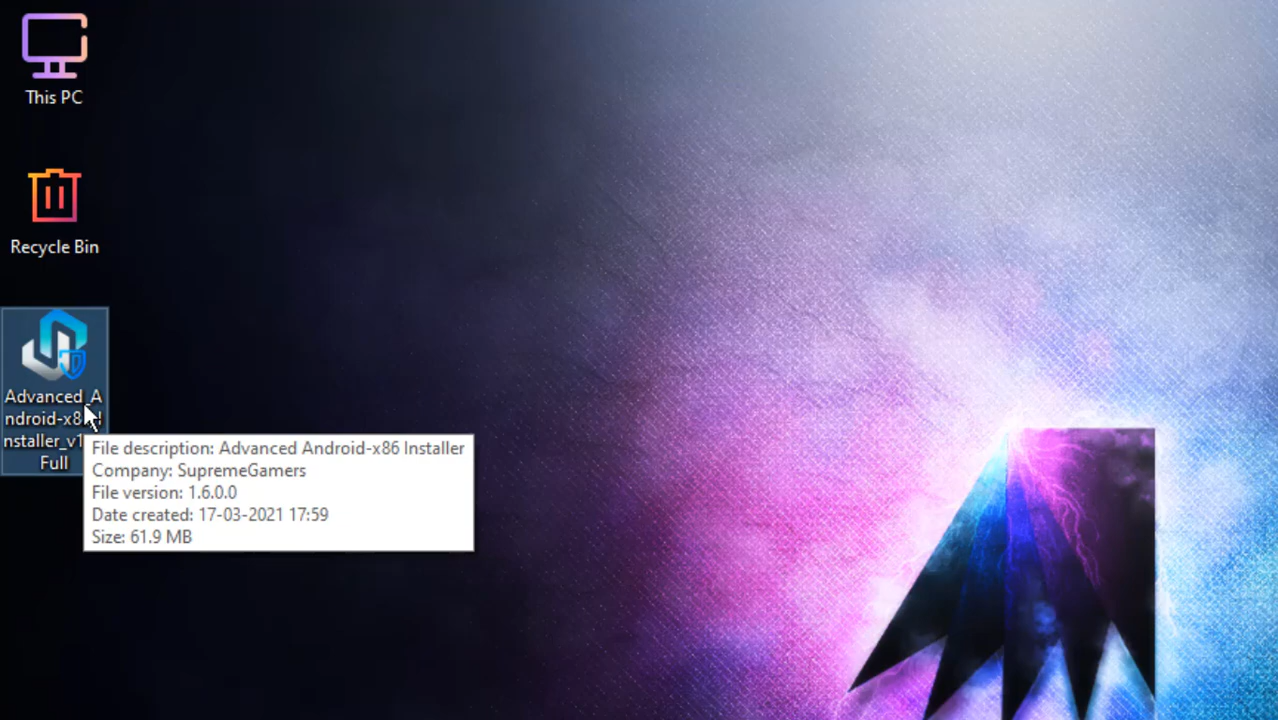 This PC
Recycle Bin
Advanced_A
ndroid-x8
nstaller_v1
Full
File description: Advanced Android-x86 Installer
Company: SupremeGamers
File version: 1.6.0.0
Date created: 17-03-2021 17:59
Size: 61.9 MB